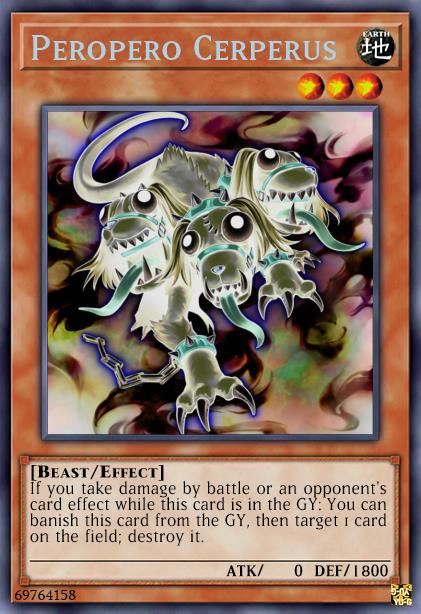 PEROPERO CERPERUS
EARTH
地
[BEAST/EFFECT]
If you take damage by battle or an opponent's
card effect while this card is in the GY: You can
banish this card from the GY, then target 1 card
on the field; destroy it.
ATK/ 0 DEF/1800
69764158